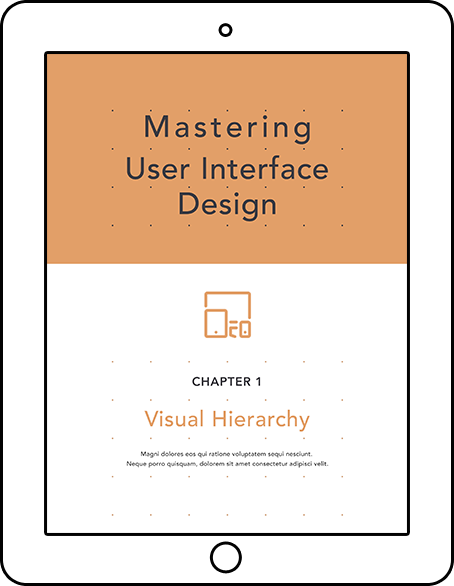 Mastering
User Interface
Design
CHAPTER 1
Visual Hierarchy
Magni dolores eos qui ratione voluptatem sequi nesciunt.
Neque porro quisquam, dolorem sit amet consectetur adipisci velit.